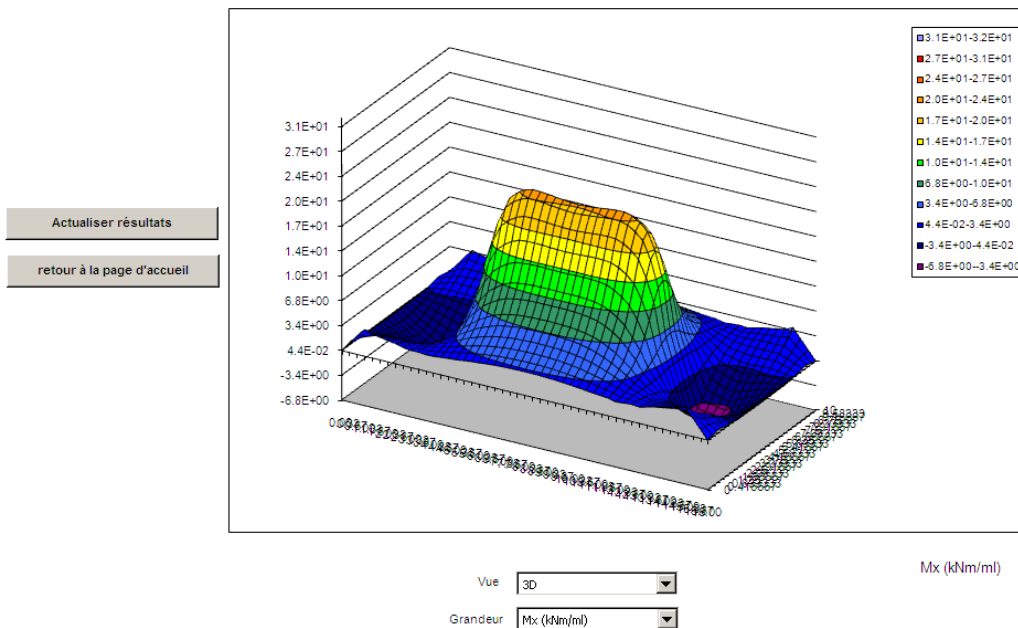 3.1E+01-3.2E+01
2.7E+01-3.1E+01
2.4E+01-2.7E+01
2.0E+01-2.4E+01
1.7E+01-2.0E+01
1.4E+01-1.7E+01
1.0E+01-1.4E+01
6.8E+00-1.0E+01
3.4E+00-6.8E+00
4.4E-02-3.4E+00
-3.4E+00-4.4E-02
-6.8E+00--3.4E+00
3.1E+01
2.7E+01
2.4E+01
2.0E+01
1.7E+01
1.4E+01
1.0E+01
6.8E+00
3.4E+00
4.4E-02
-3.4E+00
-6.8E+00
Actualiser résultats
retour à la page d'accueil
Mx (kNm/ml)
Vue 3D
Grandeur Mx (kNm/ml)